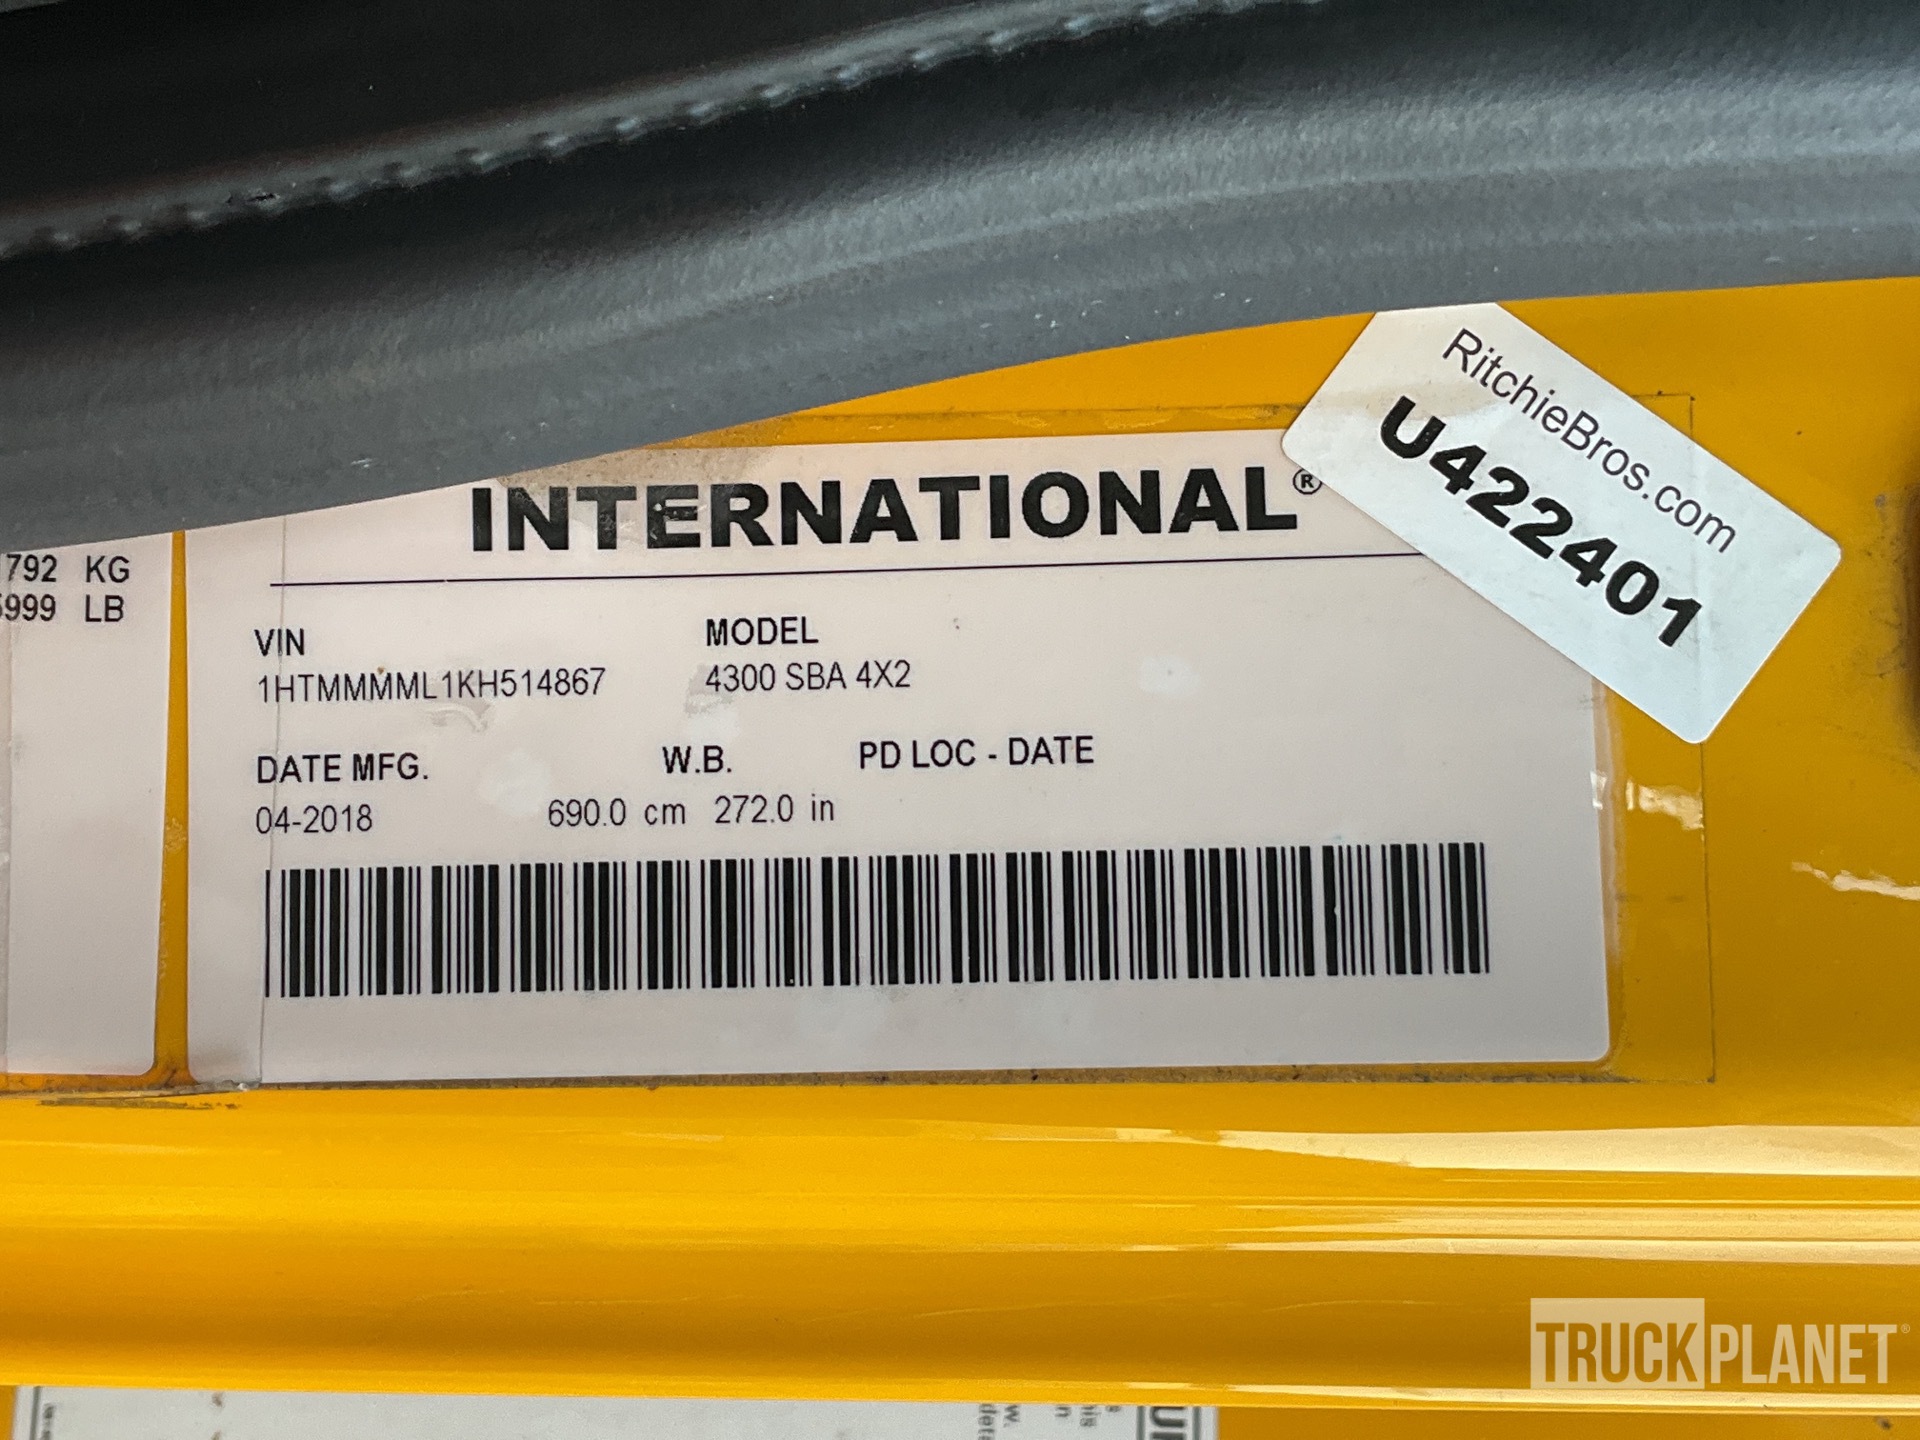 792 KG
999 LB
INTERNATIONAL®
VIN
1HTMMMML1KH514867
MODEL
4300 SBA 4X2
DATE MFG.
04-2018
W.B.
690.0 cm 272.0 in
PD LOC - DATE
RitchieBros.com
U422401
TRUCKPLANET®